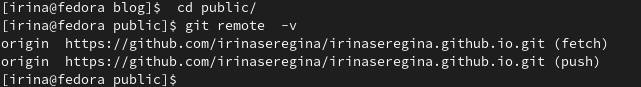 [irina@fedora blog]$  cd public/
[irina@fedora public]$ git remote  -v
origin  https://github.com/irinaseregina/irinaseregina.github.io.git (fetch)
origin  https://github.com/irinaseregina/irinaseregina.github.io.git (push)
[irina@fedora public]$